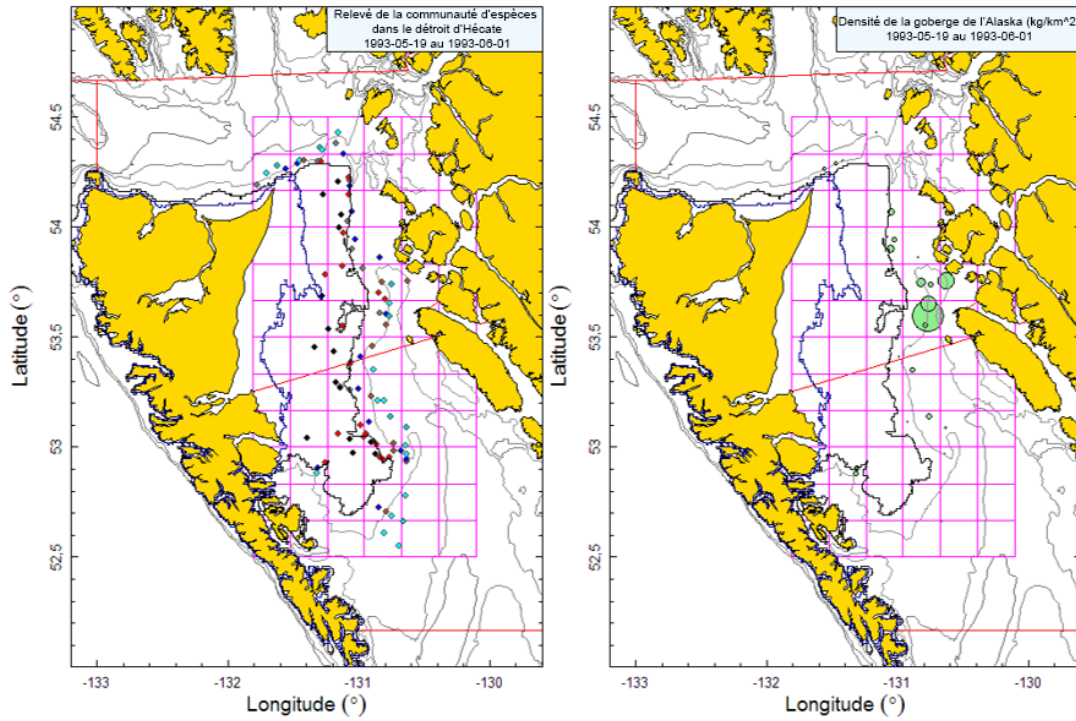 Relevé de la communauté d'espèces
dans le détroit d'Hécate
1993-05-19 au 1993-06-01
Densité de la goberge de l'Alaska (kg/km^2
1993-05-19 au 1993-06-01
Latitude (°)
54.5
54
53.5
53
52.5
-133
-132
-131
-130
Longitude (°)
Latitude (°)
54.5
54
53.5
53
52.5
-133
-132
-131
-130
Longitude (°)